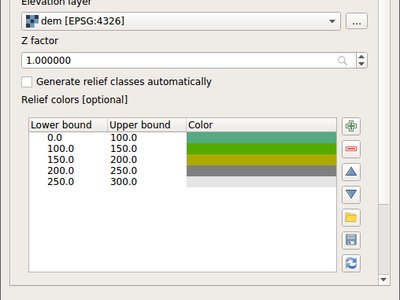 Elevation layer
dem [EPSG:4326]
...
Z factor
1.000000
Generate relief classes automatically
Relief colors [optional]
Lower bound Upper bound Color
0.0 100.0
100.0 150.0
150.0 200.0
200.0 250.0
250.0 300.0